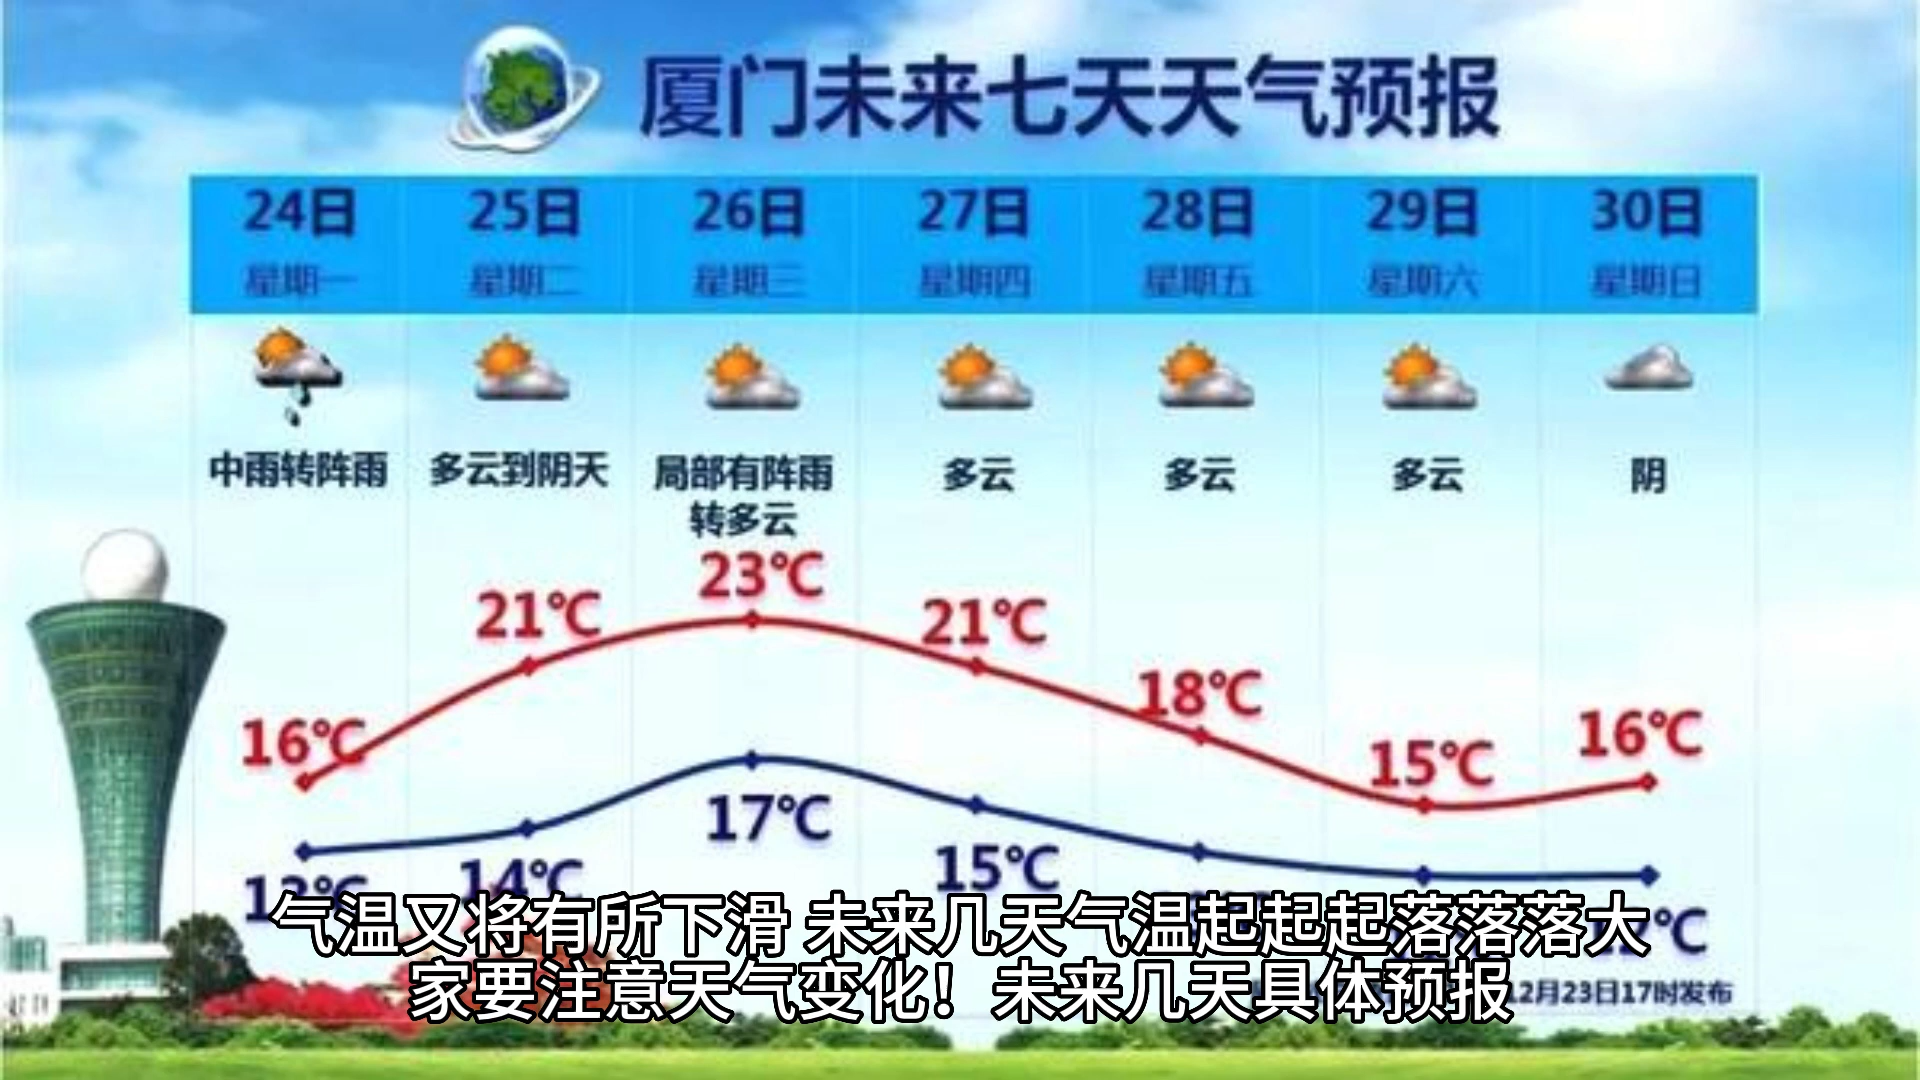 厦门未来七天天气预报
24日 25日 26日 27日 28日 29日 30日
星期一 星期二 星期三 星期四 星期五 星期六 星期日
中雨转阵雨 多云到阴天 局部有阵雨 多云 多云 多云 阴
转多云
23℃
21℃ 21℃
18℃
16℃ 15℃ 16℃
17℃
13℃ 14℃ 15℃
气温又将有所下滑 未来几天气温起起起落落落大
家要注意天气变化！未来几天具体预报
12月23日17时发布